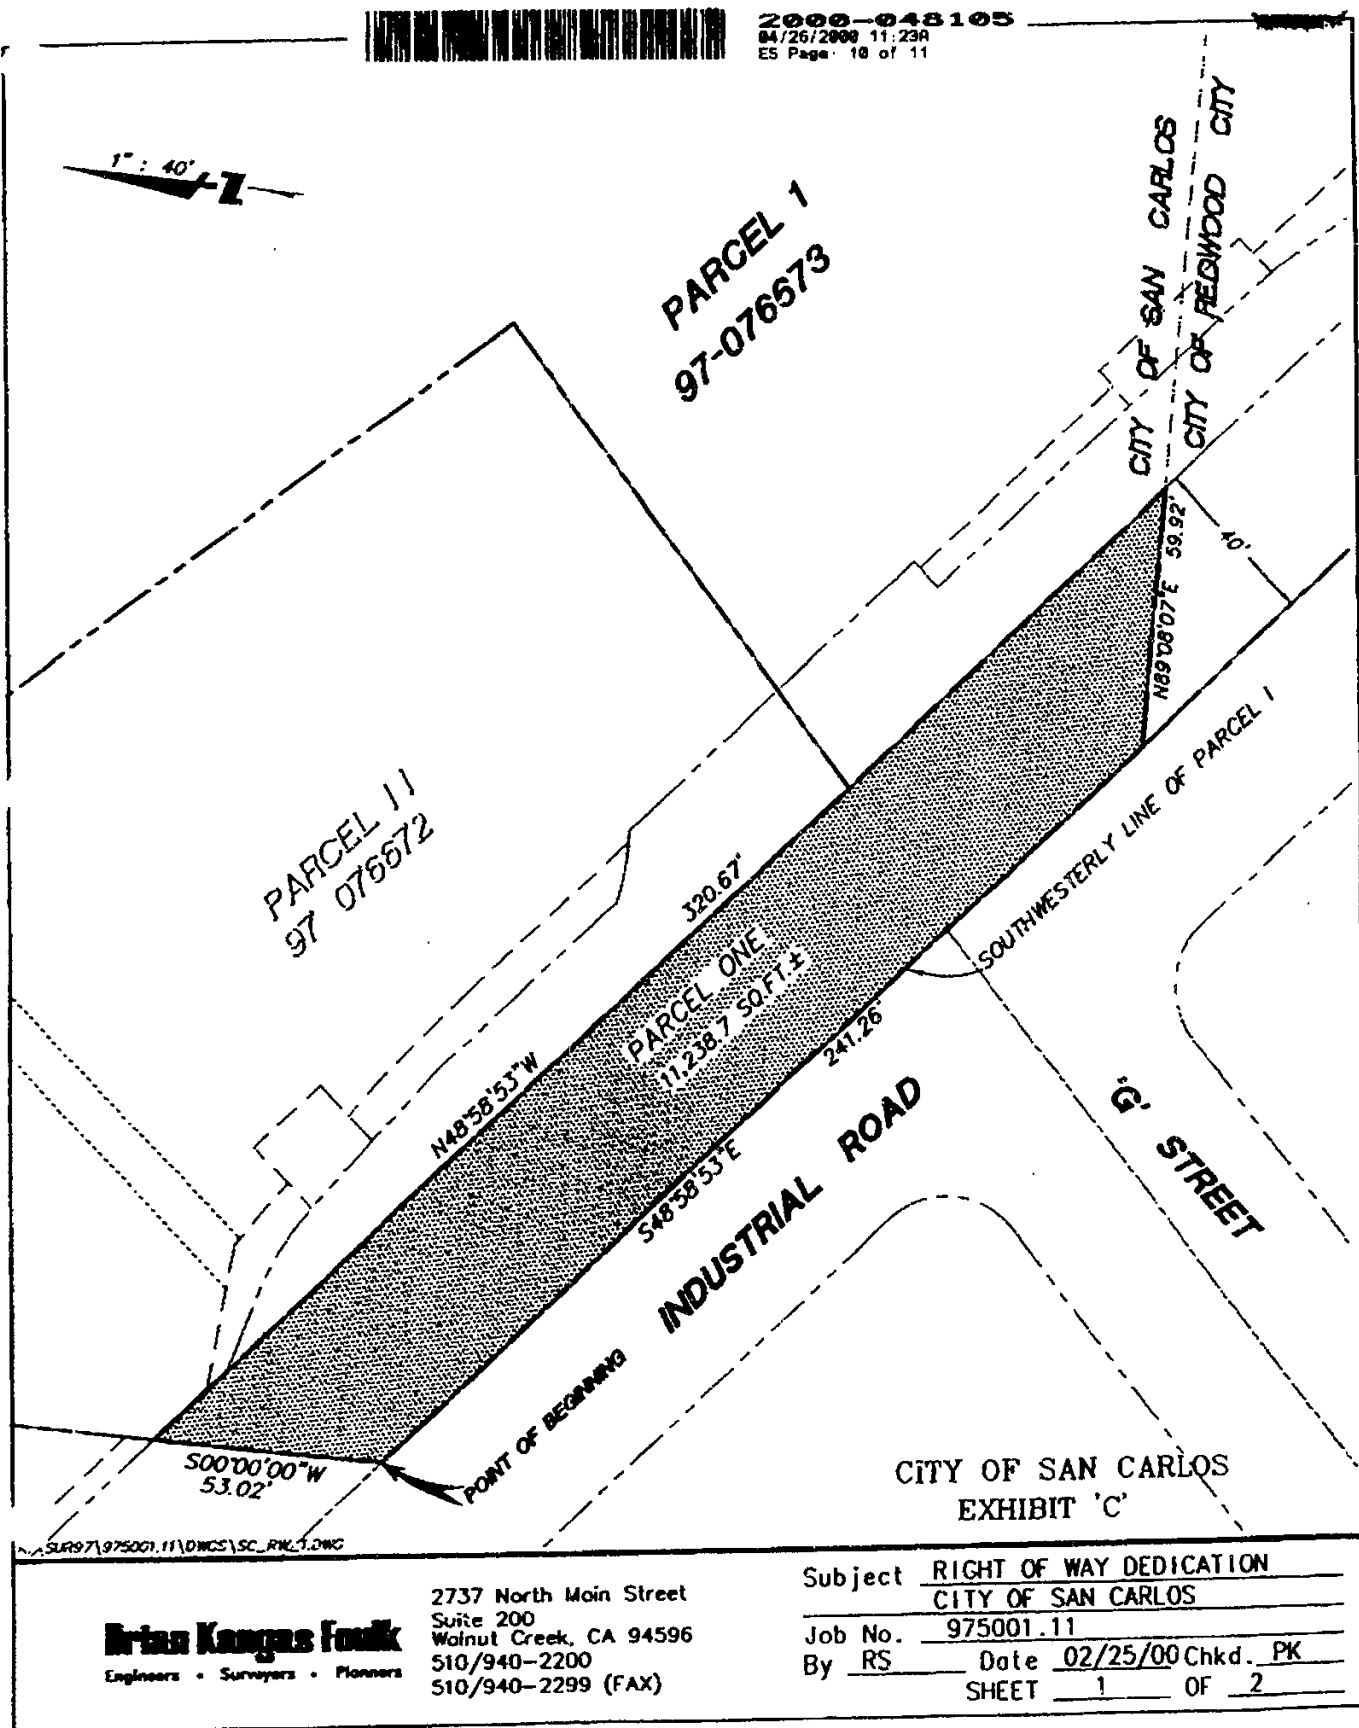 2000-048105
04/26/2000 11:23A
ES Page: 10 of 11
1" : 40'
Z
PARCEL 1
97-076673
CITY OF SAN CARLOS
CITY OF REDWOOD CITY
N89°08'07"E 59.92'
40'
SOUTHWESTERLY LINE OF PARCEL I
PARCEL II
97 076672
320.67'
N48°58'53"W
PARCEL ONE
11,238.7 SQ.FT.±
241.26'
S48°58'53"E
INDUSTRIAL ROAD
'G' STREET
POINT OF BEGINNING
S00°00'00"W
53.02'
CITY OF SAN CARLOS
EXHIBIT 'C'
SUR97\975001.11\DWGS\SC_RW_1.DWG
Brian Kangas Foulk
Engineers • Surveyors • Planners
2737 North Main Street
Suite 200
Walnut Creek, CA 94596
510/940-2200
510/940-2299 (FAX)
Subject RIGHT OF WAY DEDICATION
CITY OF SAN CARLOS
Job No. 975001.11
By RS Date 02/25/00 Chkd. PK
SHEET 1 OF 2